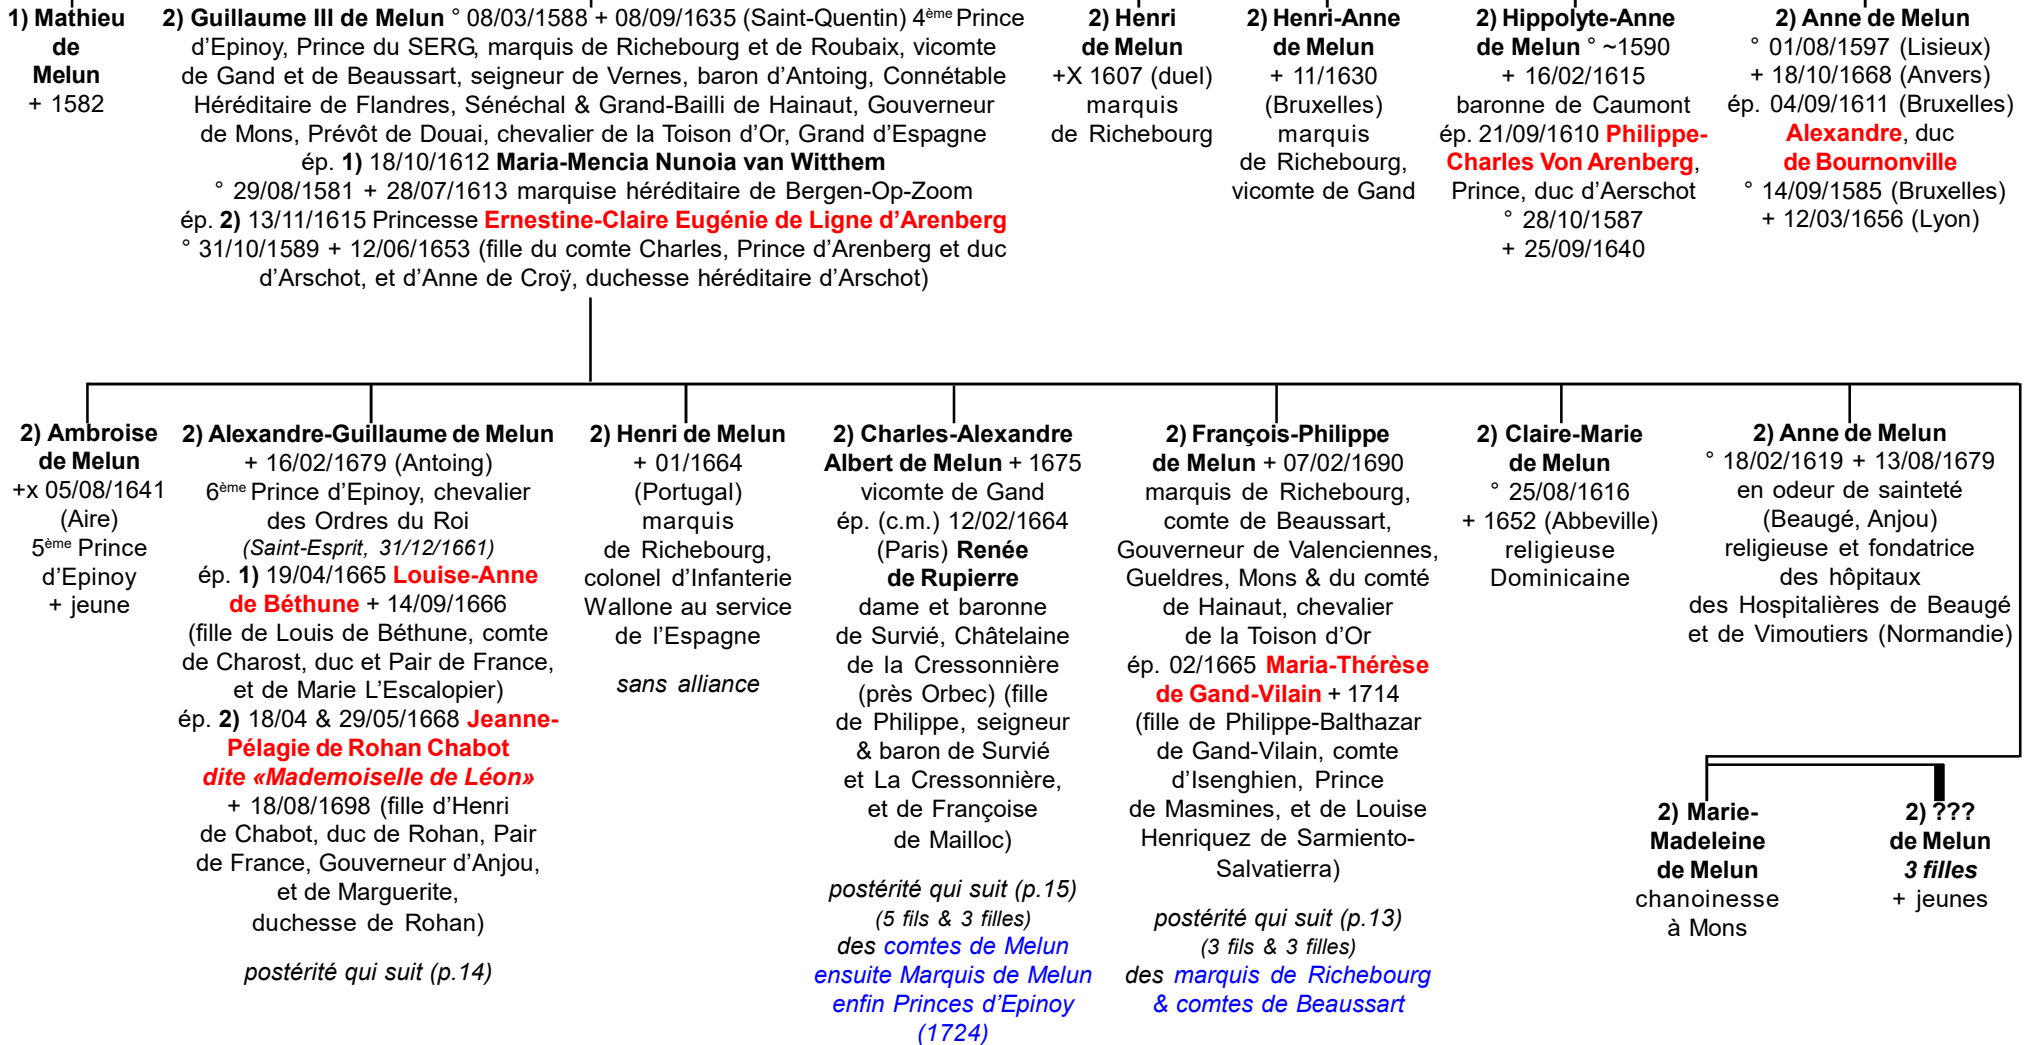 1) Mathieu
de
Melun
+ 1582
2) Guillaume III de Melun ° 08/03/1588 + 08/09/1635 (Saint-Quentin) 4ème Prince
d'Epinoy, Prince du SERG, marquis de Richebourg et de Roubaix, vicomte
de Gand et de Beaussart, seigneur de Vernes, baron d'Antoing, Connétable
Héréditaire de Flandres, Sénéchal & Grand-Bailli de Hainaut, Gouverneur
de Mons, Prévôt de Douai, chevalier de la Toison d'Or, Grand d'Espagne
ép. 1) 18/10/1612 Maria-Mencia Nunoia van Witthem
° 29/08/1581 + 28/07/1613 marquise héréditaire de Bergen-Op-Zoom
ép. 2) 13/11/1615 Princesse Ernestine-Claire Eugénie de Ligne d'Arenberg
° 31/10/1589 + 12/06/1653 (fille du comte Charles, Prince d'Arenberg et duc
d'Arschot, et d'Anne de Croÿ, duchesse héréditaire d'Arschot)
2) Henri
de Melun
+X 1607 (duel)
marquis
de Richebourg
2) Henri-Anne
de Melun
+ 11/1630
(Bruxelles)
marquis
de Richebourg,
vicomte de Gand
2) Hippolyte-Anne
de Melun ° ~1590
+ 16/02/1615
baronne de Caumont
ép. 21/09/1610 Philippe-
Charles Von Arenberg,
Prince, duc d'Aerschot
° 28/10/1587
+ 25/09/1640
2) Anne de Melun
° 01/08/1597 (Lisieux)
+ 18/10/1668 (Anvers)
ép. 04/09/1611 (Bruxelles)
Alexandre, duc
de Bournonville
° 14/09/1585 (Bruxelles)
+ 12/03/1656 (Lyon)
2) Ambroise
de Melun
+x 05/08/1641
(Aire)
5ème Prince
d'Epinoy
+ jeune
2) Alexandre-Guillaume de Melun
+ 16/02/1679 (Antoing)
6ème Prince d'Epinoy, chevalier
des Ordres du Roi
(Saint-Esprit, 31/12/1661)
ép. 1) 19/04/1665 Louise-Anne
de Béthune + 14/09/1666
(fille de Louis de Béthune, comte
de Charost, duc et Pair de France,
et de Marie L'Escalopier)
ép. 2) 18/04 & 29/05/1668 Jeanne-
Pélagie de Rohan Chabot
dite «Mademoiselle de Léon»
+ 18/08/1698 (fille d'Henri
de Chabot, duc de Rohan, Pair
de France, Gouverneur d'Anjou,
et de Marguerite,
duchesse de Rohan)
postérité qui suit (p.14)
2) Henri de Melun
+ 01/1664
(Portugal)
marquis
de Richebourg,
colonel d'Infanterie
Wallone au service
de l'Espagne
sans alliance
2) Charles-Alexandre
Albert de Melun + 1675
vicomte de Gand
ép. (c.m.) 12/02/1664
(Paris) Renée
de Rupierre
dame et baronne
de Survié, Châtelaine
de la Cressonnière
(près Orbec) (fille
de Philippe, seigneur
& baron de Survié
et La Cressonnière,
et de Françoise
de Mailloc)
postérité qui suit (p.15)
(5 fils & 3 filles)
des comtes de Melun
ensuite Marquis de Melun
enfin Princes d'Epinoy
(1724)
2) François-Philippe
de Melun + 07/02/1690
marquis de Richebourg,
comte de Beaussart,
Gouverneur de Valenciennes,
Gueldres, Mons & du comté
de Hainaut, chevalier
de la Toison d'Or
ép. 02/1665 Maria-Thérèse
de Gand-Vilain + 1714
(fille de Philippe-Balthazar
de Gand-Vilain, comte
d'Isenghien, Prince
de Masmines, et de Louise
Henriquez de Sarmiento-
Salvatierra)
postérité qui suit (p.13)
(3 fils & 3 filles)
des marquis de Richebourg
& comtes de Beaussart
2) Claire-Marie
de Melun
° 25/08/1616
+ 1652 (Abbeville)
religieuse
Dominicaine
2) Anne de Melun
° 18/02/1619 + 13/08/1679
en odeur de sainteté
(Beaugé, Anjou)
religieuse et fondatrice
des hôpitaux
des Hospitalières de Beaugé
et de Vimoutiers (Normandie)
2) Marie-
Madeleine
de Melun
chanoinesse
à Mons
2) ???
de Melun
3 filles
+ jeunes